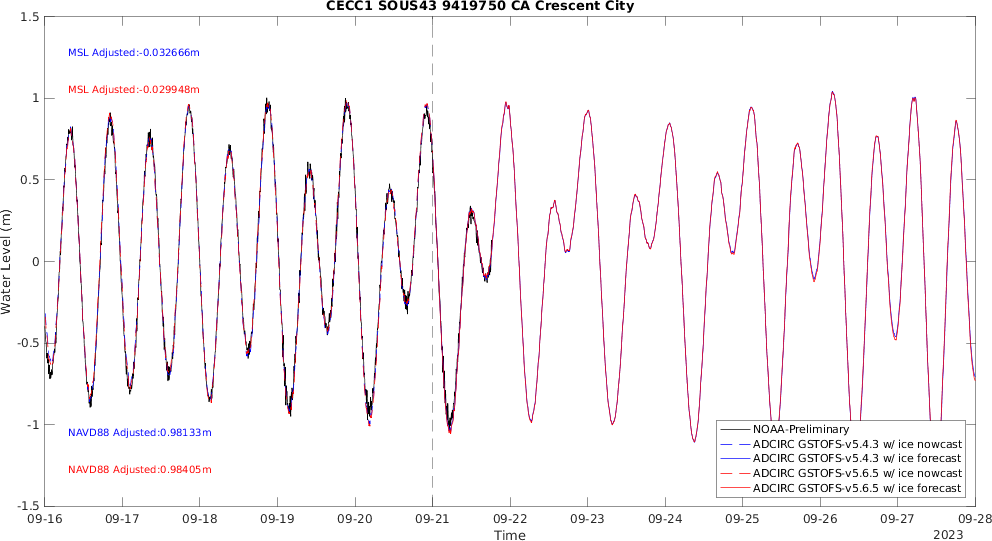 CECC1 SOUS43 9419750 CA Crescent City
1.5
MSL Adjusted:-0.032666m
MSL Adjusted:-0.029948m
1
0.5
Water Level (m)
0
-0.5
-1
NAVD88 Adjusted:0.98133m
NAVD88 Adjusted:0.98405m
NOAA-Preliminary
ADCIRC GSTOFS-v5.4.3 w/ ice nowcast
ADCIRC GSTOFS-v5.4.3 w/ ice forecast
ADCIRC GSTOFS-v5.6.5 w/ ice nowcast
ADCIRC GSTOFS-v5.6.5 w/ ice forecast
-1.5
09-16 09-17 09-18 09-19 09-20 09-21 09-22 09-23 09-24 09-25 09-26 09-27 09-28
Time
2023